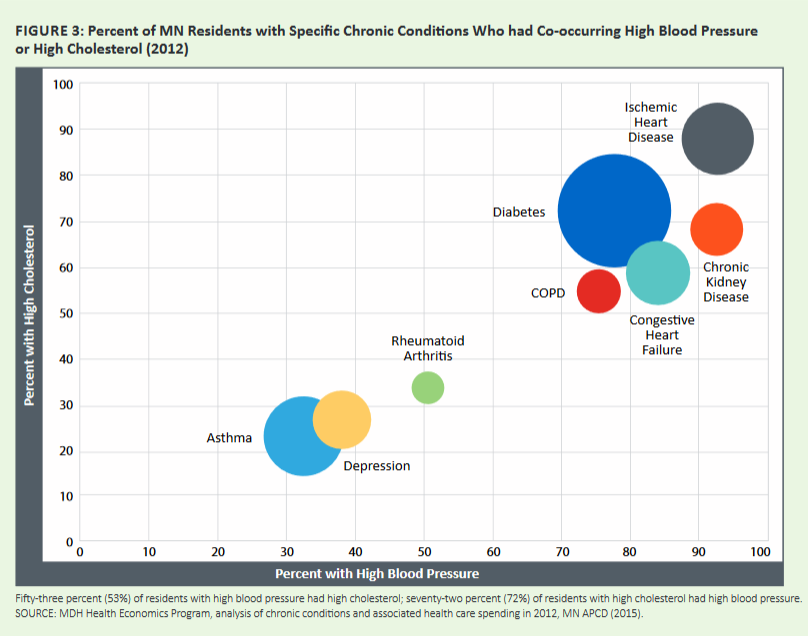 FIGURE 3: Percent of MN Residents with Specific Chronic Conditions Who had Co-occurring High Blood Pressure
or High Cholesterol (2012)
Percent with High Cholesterol
100
90
80
70
60
50
40
30
20
10
0
Ischemic
Heart
Disease
Diabetes
Chronic
Kidney
Disease
COPD
Congestive
Heart
Failure
Rheumatoid
Arthritis
Asthma
Depression
0 10 20 30 40 50 60 70 80 90 100
Percent with High Blood Pressure
Fifty-three percent (53%) of residents with high blood pressure had high cholesterol; seventy-two percent (72%) of residents with high cholesterol had high blood pressure.
SOURCE: MDH Health Economics Program, analysis of chronic conditions and associated health care spending in 2012, MN APCD (2015).